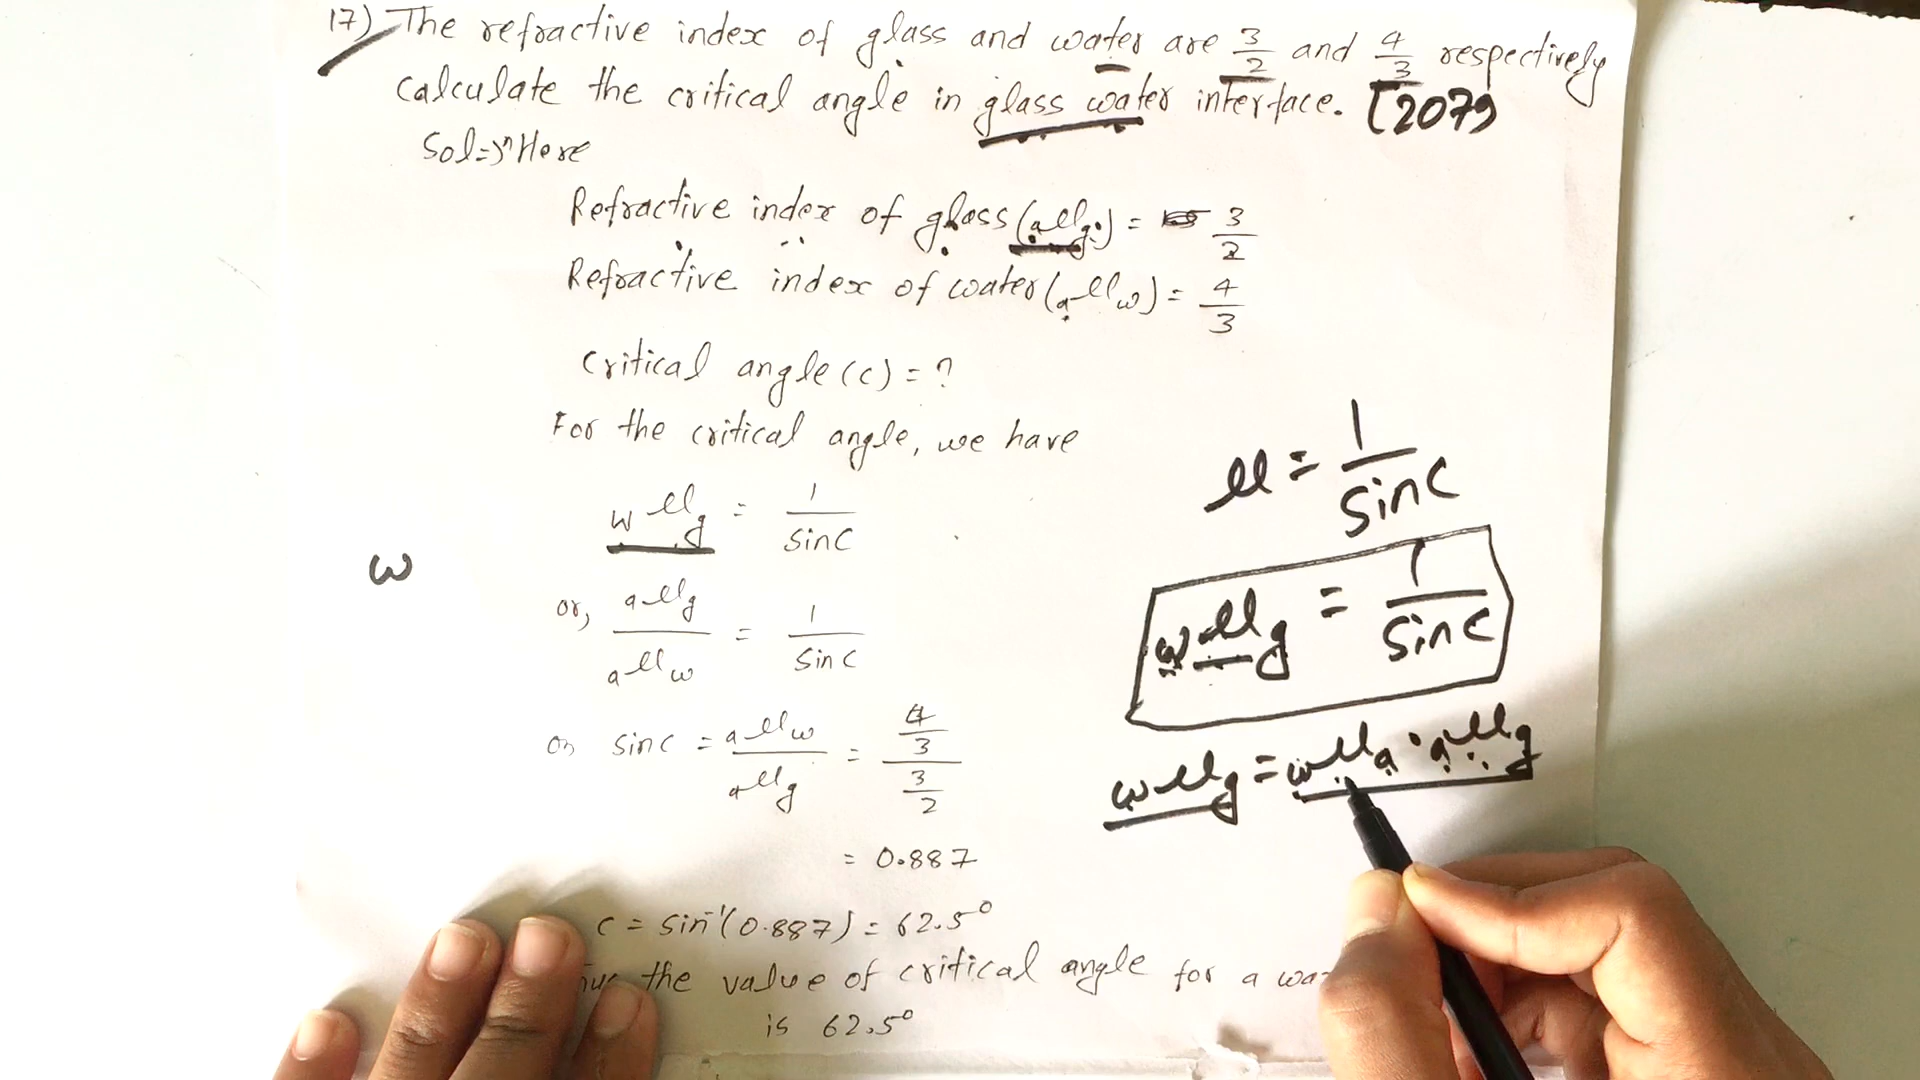 17) The refractive index of glass and water are 3/2 and 4/3 respectively
calculate the critical angle in glass water interface. [2079
Sol=>n Here
Refractive index of glass (aμg) = 3/2
Refractive index of water (aμw) = 4/3
Critical angle (c) = ?
For the critical angle, we have
wμg = 1/sinC
or, aμg/aμw = 1/sinC
or sinc = aμw/aμg = 4/3 / 3/2
= 0.887
c = sin⁻¹(0.887) = 62.5°
the value of critical angle for a
is 62.5°
w
μ = 1/sinc
wμg = 1/sinc
wμg = wμa · aμg